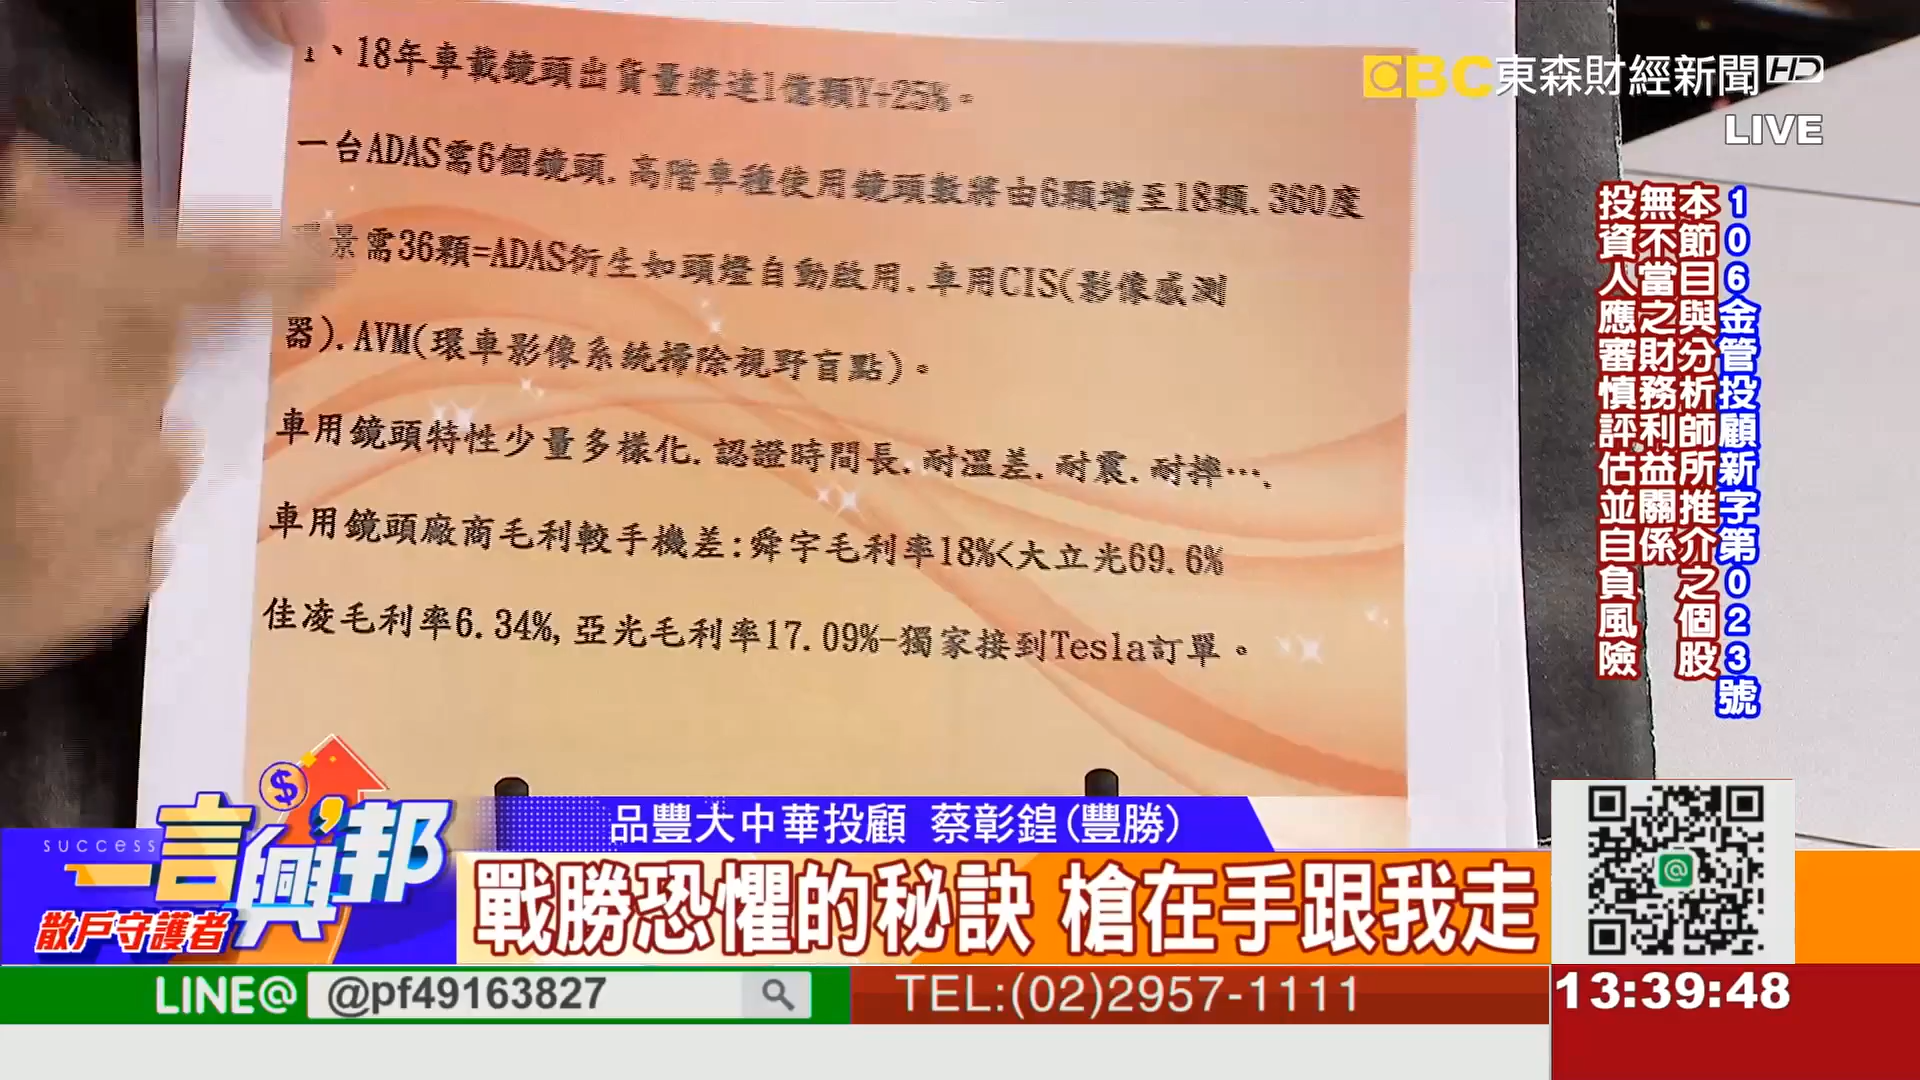 1、18年車載鏡頭出貨量將達1億顆Y+25%。
一台ADAS需6個鏡頭.高階車種使用鏡頭數將由6顆增至18顆.360度
景需36顆=ADAS衍生如頭燈自動啟用.車用CIS(影像感測
器).AVM(環車影像系統掃除視野盲點)。
車用鏡頭特性少量多樣化.認證時間長.耐溫差.耐震.耐摔…、
車用鏡頭廠商毛利較手機差:舜宇毛利率18%<大立光69.6%
佳凌毛利率6.34%,亞光毛利率17.09%-獨家接到Tesla訂單。
EBC東森財經新聞HD
LIVE
106金管投顧新字第023號
本節目與分析師所推介之個股
無不當之財務利益關係
投資人應審慎評估並自負風險
$
success
一言興邦
散戶守護者
品豐大中華投顧 蔡彰鍠(豐勝)
戰勝恐懼的秘訣 槍在手跟我走
@
LINE@ @pf49163827
TEL:(02)2957-1111
13:39:48